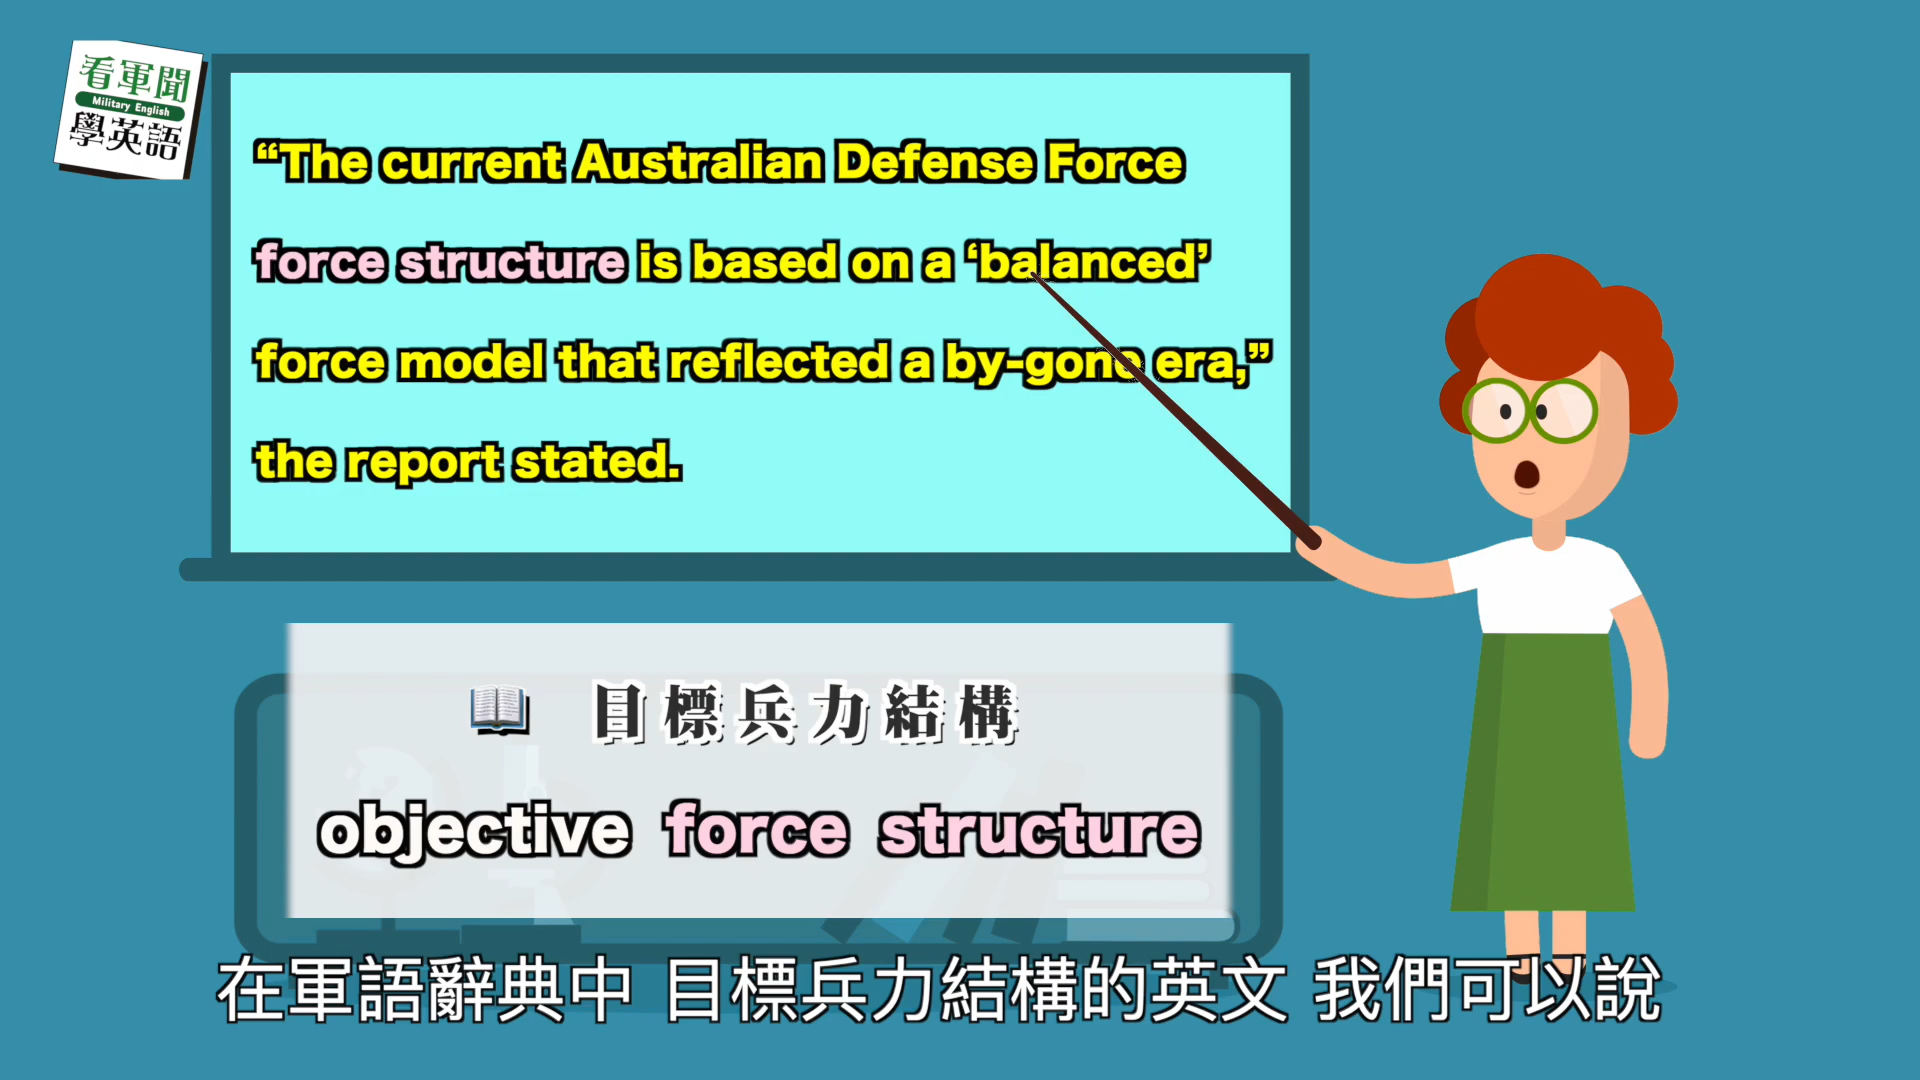 看軍聞
Military English
學英語
“The current Australian Defense Force
force structure is based on a ‘balanced’
force model that reflected a by-gone era,”
the report stated.
目標兵力結構
objective force structure
在軍語辭典中 目標兵力結構的英文 我們可以說